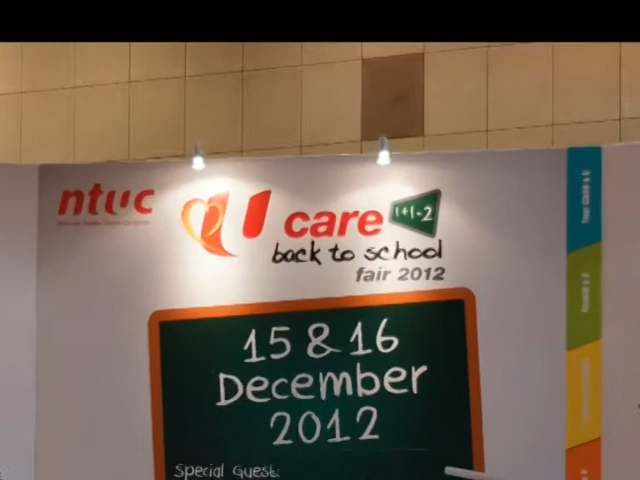 ntuc
U care 1+1=2
back to school
fair 2012
15 & 16
December
2012
Special Guest: